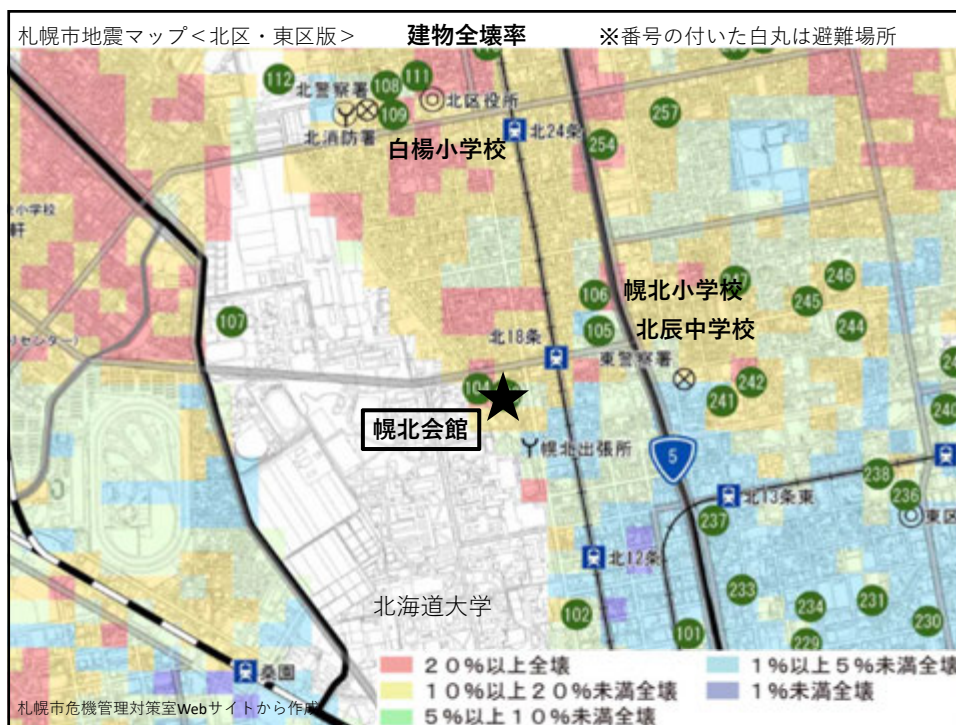 札幌市地震マップ＜北区・東区版＞ 建物全壊率 ※番号の付いた白丸は避難場所
112 北警察署 108 111 北区役所
109
北消防署 白楊小学校 北24条 254 257
小学校
軒
106 幌北小学校 247 245 246
107 105 北辰中学校 244
センター）
北18条 東警察署
104 241 242 240
幌北会館
幌北出張所 5
北13条東 238 236 東区
237
北12条
233 234 231
北海道大学 102 101 229 230
桑園
20％以上全壊 1％以上5％未満全壊
10％以上20％未満全壊 1％未満全壊
5％以上10％未満全壊
札幌市危機管理対策室Webサイトから作成